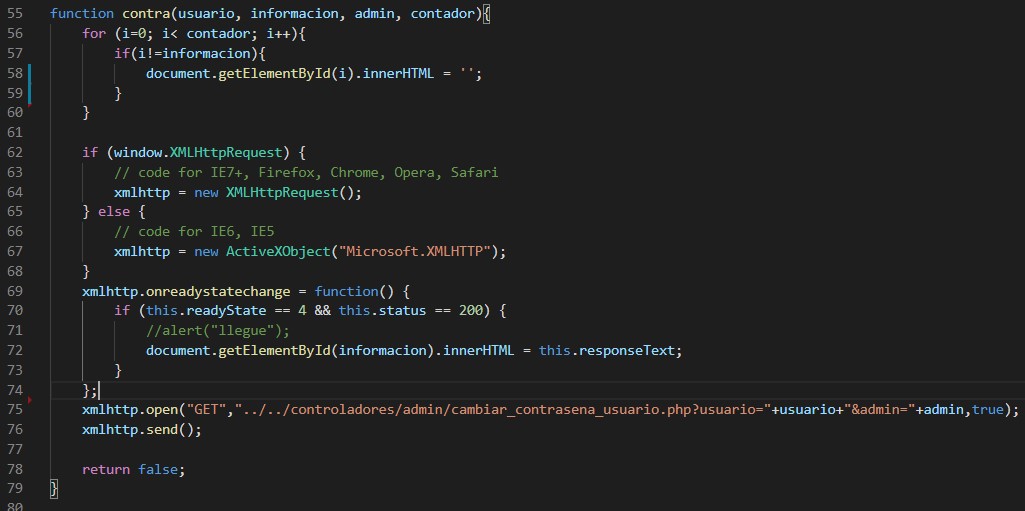 55 function contra(usuario, informacion, admin, contador){
56 for (i=0; i< contador; i++){
57 if(i!=informacion){
58 document.getElementById(i).innerHTML = '';
59 }
60 }
61
62 if (window.XMLHttpRequest) {
63 // code for IE7+, Firefox, Chrome, Opera, Safari
64 xmlhttp = new XMLHttpRequest();
65 } else {
66 // code for IE6, IE5
67 xmlhttp = new ActiveXObject("Microsoft.XMLHTTP");
68 }
69 xmlhttp.onreadystatechange = function() {
70 if (this.readyState == 4 && this.status == 200) {
71 //alert("llegue");
72 document.getElementById(informacion).innerHTML = this.responseText;
73 }
74 };
75 xmlhttp.open("GET","../../controladores/admin/cambiar_contrasena_usuario.php?usuario="+usuario+"&admin="+admin,true);
76 xmlhttp.send();
77
78 return false;
79 }
80